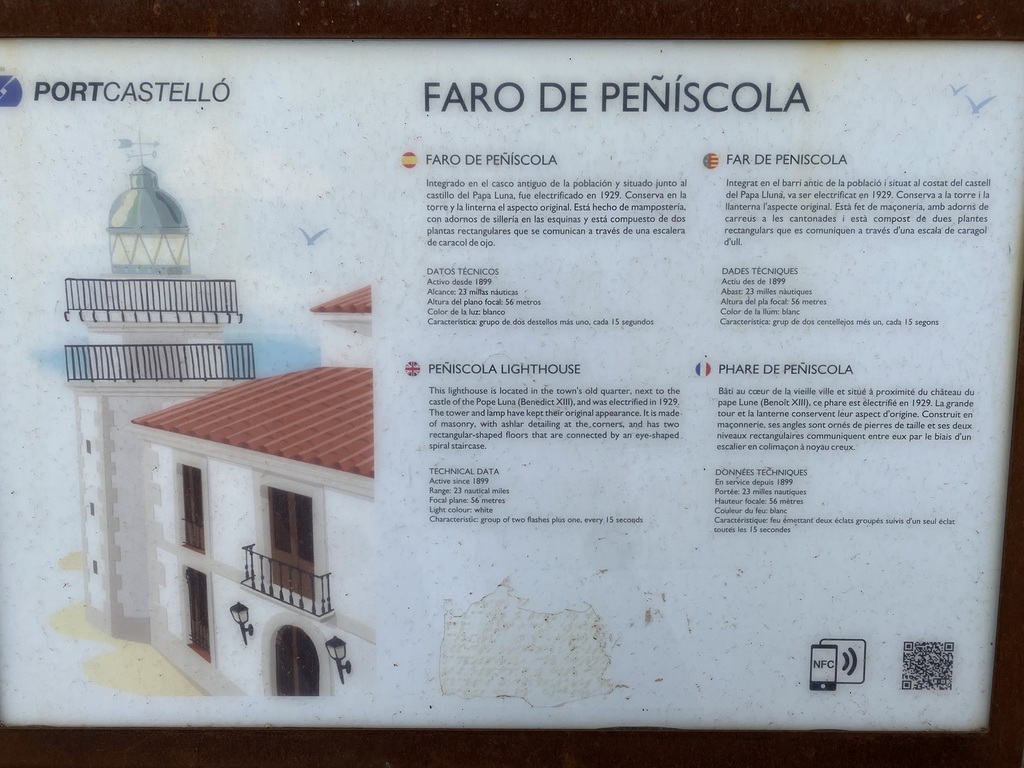 PORTCASTELLÓ
FARO DE PEÑÍSCOLA
FARO DE PEÑÍSCOLA
Integrado en el casco antiguo de la población y situado junto al
castillo del Papa Luna, fue electrificado en 1929. Conserva en la
torre y la linterna el aspecto original. Está hecho de mampostería,
con adornos de sillería en las esquinas y está compuesto de dos
plantas rectangulares que se comunican a través de una escalera
de caracol de ojo.
DATOS TÉCNICOS
Activo desde 1899
Alcance: 23 millas náuticas
Altura del plano focal: 56 metros
Color de la luz: blanco
Característica: grupo de dos destellos más uno, cada 15 segundos
FAR DE PENISCOLA
Integrat en el barri antic de la població i situat al costat del castell
del Papa Lluna, va ser electrificat en 1929. Conserva a la torre i la
llanterna l'aspecte original. Està fet de maçoneria, amb adorns de
carreus a les cantonades i està compost de dues plantes
rectangulars que es comuniquen a través d'una escala de caragol
d'ull.
DADES TÈCNIQUES
Actiu des de 1899
Abast: 23 milles nàutiques
Altura del pla focal: 56 metres
Color de la llum: blanc
Característica: grup de dos centellejos més un, cada 15 segons
PEÑISCOLA LIGHTHOUSE
This lighthouse is located in the town's old quarter, next to the
castle of the Pope Luna (Benedict XIII), and was electrified in 1929.
The tower and lamp have kept their original appearance. It is made
of masonry, with ashlar detailing at the corners, and has two
rectangular-shaped floors that are connected by an eye-shaped
spiral staircase.
TECHNICAL DATA
Active since 1899
Range: 23 nautical miles
Focal plane: 56 metres
Light colour: white
Characteristic: group of two flashes plus one, every 15 seconds
PHARE DE PEÑISCOLA
Bâti au cœur de la vieille ville et situé à proximité du château du
pape Lune (Benoît XIII), ce phare est électrifié en 1929. La grande
tour et la lanterne conservent leur aspect d'origine. Construit en
maçonnerie, ses angles sont ornés de pierres de taille et ses deux
niveaux rectangulaires communiquent entre eux par le biais d'un
escalier en colimaçon à noyau creux.
DONNÉES TECHNIQUES
En service depuis 1899
Portée: 23 milles nautiques
Hauteur focale: 56 mètres
Couleur du feu: blanc
Caractéristique: feu émettant deux éclats groupés suivis d'un seul éclat
toutes les 15 secondes
NFC